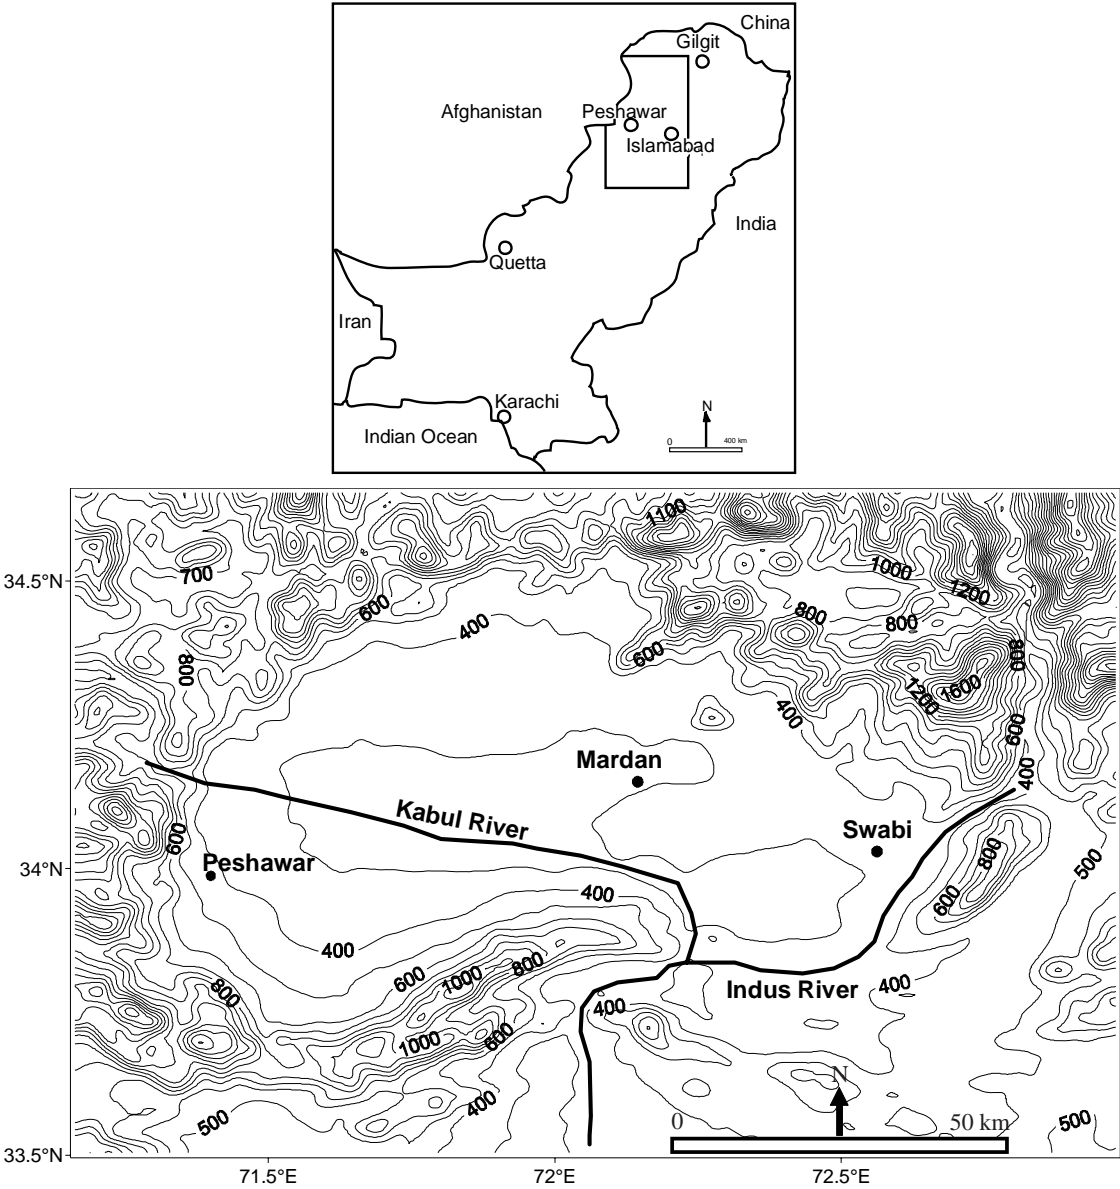 China
Gilgit
Afghanistan
Peshawar
Islamabad
India
Quetta
Iran
Karachi
Indian Ocean
N
0 400 km
1100
34.5°N
700
1000
1200
600
800
400
800
600
800
800
1200
1600
400
600
Mardan
400
Kabul River
Swabi
600
Peshawar
800
500
34°N
400
600
400
600
1000
800
800
Indus River
400
400
1000
600
N
400
500
0 50 km
500
33.5°N
71.5°E 72°E 72.5°E